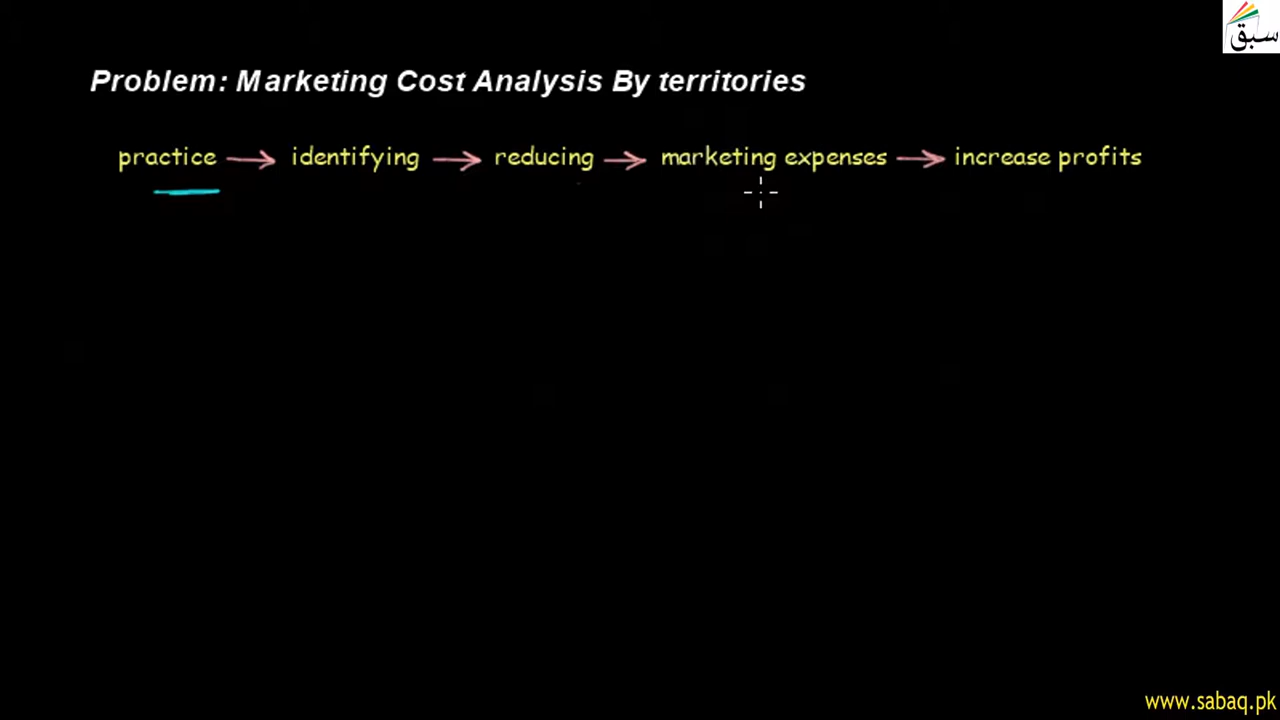 سبق
Problem: Marketing Cost Analysis By territories
practice → identifying → reducing → marketing expenses → increase profits
www.sabaq.pk